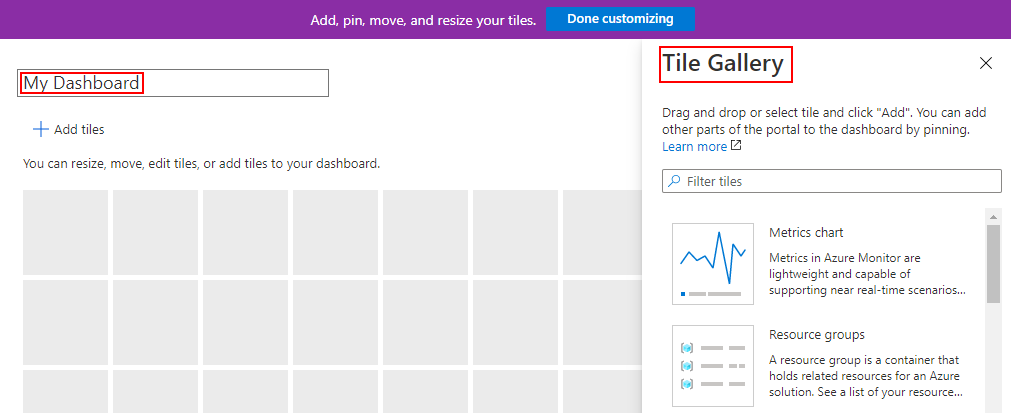 Add, pin, move, and resize your tiles.
Done customizing
My Dashboard
Add tiles
You can resize, move, edit tiles, or add tiles to your dashboard.
Tile Gallery
Drag and drop or select tile and click "Add". You can add
other parts of the portal to the dashboard by pinning.
Learn more
Filter tiles
Metrics chart
Metrics in Azure Monitor are
lightweight and capable of
supporting near real-time scenarios...
Resource groups
A resource group is a container that
holds related resources for an Azure
solution. See a list of your resource...